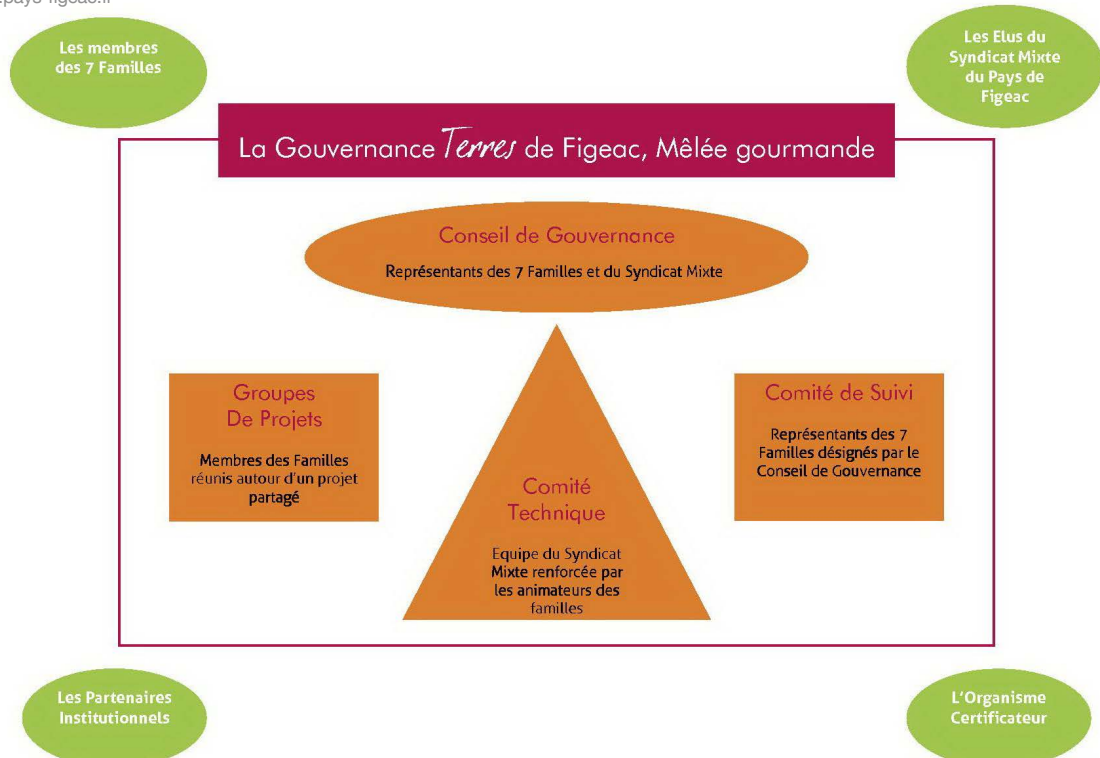 Les membres
des 7 Familles
Les Elus du
Syndicat Mixte
du Pays de
Figeac
La Gouvernance Terres de Figeac, Mêlée gourmande
Conseil de Gouvernance
Représentants des 7 Familles et du Syndicat Mixte
Groupes
De Projets
Membres des Familles
réunis autour d'un projet
partagé
Comité
Technique
Equipe du Syndicat
Mixte renforcée par
les animateurs des
familles
Comité de Suivi
Représentants des 7
Familles désignés par le
Conseil de Gouvernance
Les Partenaires
Institutionnels
L'Organisme
Certificateur